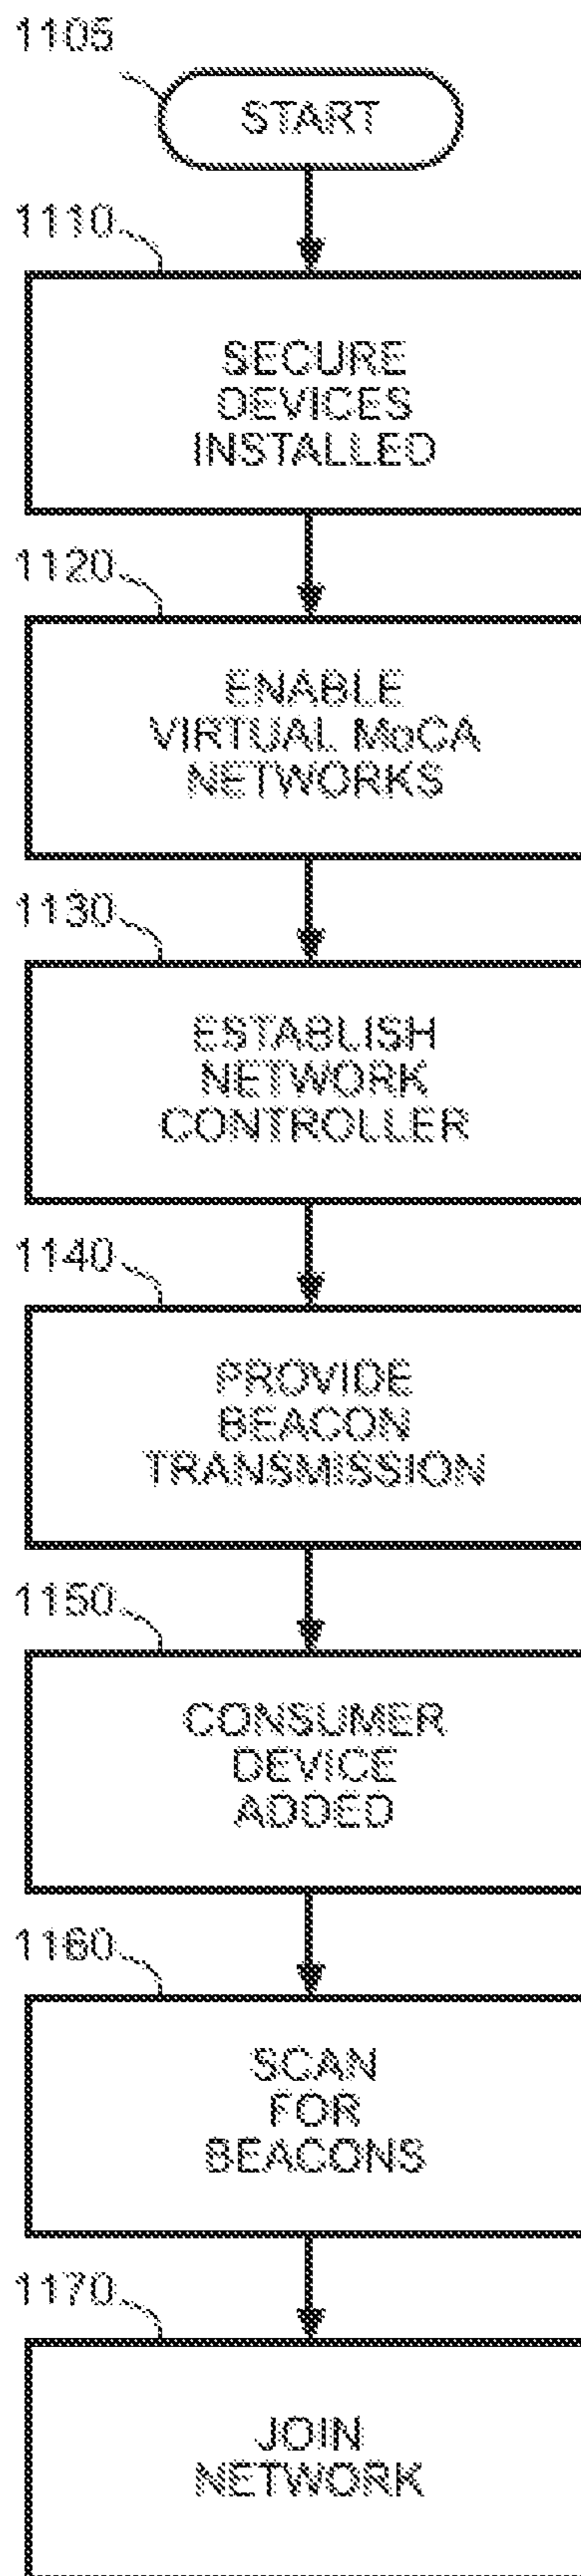 1105
START
1110
SECURE
DEVICES
INSTALLED
1120
ENABLE
VIRTUAL MoCA
NETWORKS
1130
ESTABLISH
NETWORK
CONTROLLER
1140
PROVIDE
BEACON
TRANSMISSION
1150
CONSUMER
DEVICE
ADDED
1160
SCAN
FOR
BEACONS
1170
JOIN
NETWORK